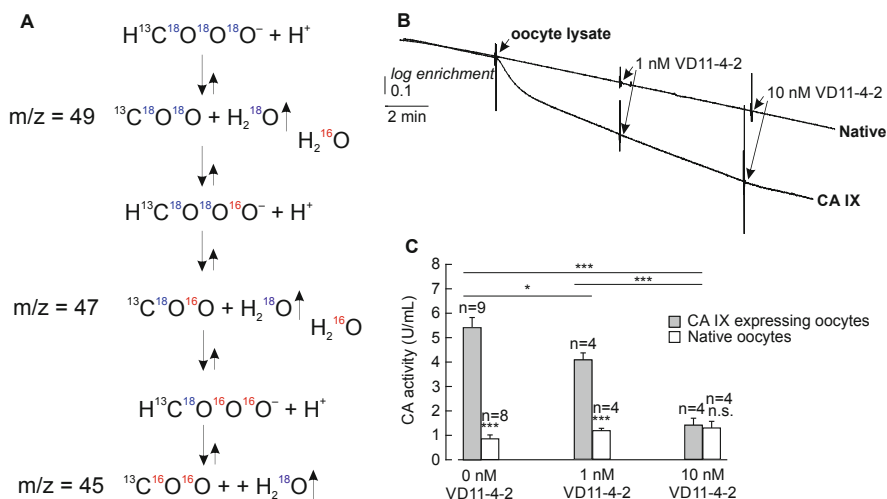 A
H¹³C¹⁸O¹⁸O¹⁸O⁻ + H⁺
m/z = 49 ¹³C¹⁸O¹⁸O + H₂¹⁸O
H₂¹⁶O
H¹³C¹⁸O¹⁸O¹⁶O⁻ + H⁺
m/z = 47 ¹³C¹⁸O¹⁶O + H₂¹⁸O
H₂¹⁶O
H¹³C¹⁸O¹⁶O¹⁶O⁻ + H⁺
m/z = 45 ¹³C¹⁶O¹⁶O + + H₂¹⁸O
B
oocyte lysate
log enrichment
0.1
2 min
1 nM VD11-4-2
10 nM VD11-4-2
Native
CA IX
C
CA activity (U/mL)
8
7
6
5
4
3
2
1
0
***
* ***
n=9
n=8
***
n=4
n=4
***
n=4
n=4
n.s.
CA IX expressing oocytes
Native oocytes
0 nM
VD11-4-2
1 nM
VD11-4-2
10 nM
VD11-4-2